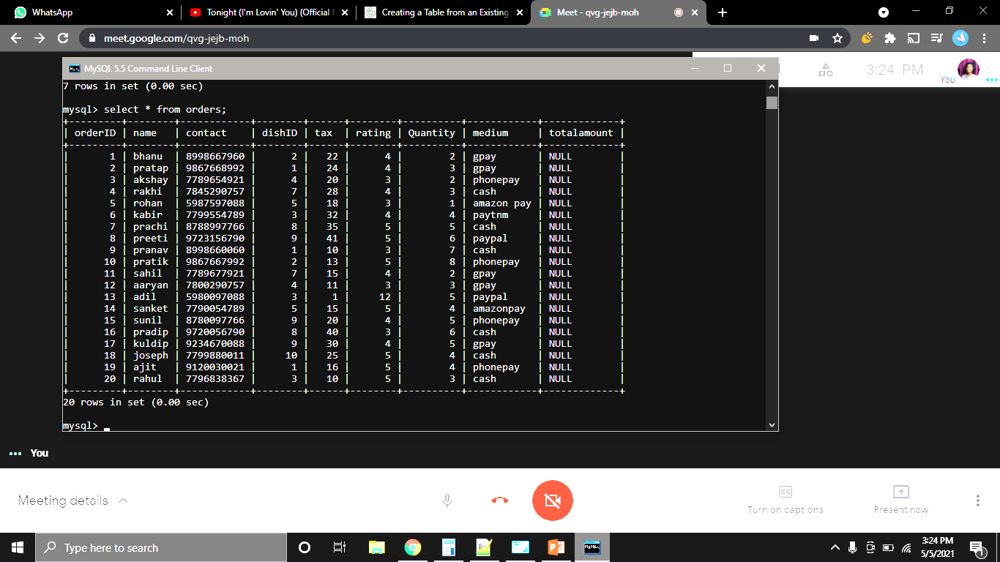 WhatsApp
Tonight (I'm Lovin' You) (Official
Creating a Table from an Existing
Meet - qvg-jejb-moh
meet.google.com/qvg-jejb-moh
MySQL 5.5 Command Line Client
3:24 PM
You
7 rows in set (0.00 sec)
mysql> select * from orders;
+---------+--------+------------+--------+------+--------+----------+------------+-------------+
| orderID | name | contact | dishID | tax | rating | Quantity | medium | totalamount |
+---------+--------+------------+--------+------+--------+----------+------------+-------------+
| 1 | bhanu | 8998667960 | 2 | 22 | 4 | 2 | gpay | NULL |
| 2 | pratap | 9867668992 | 1 | 24 | 4 | 3 | gpay | NULL |
| 3 | akshay | 7789654921 | 4 | 20 | 3 | 2 | phonepay | NULL |
| 4 | rakhi | 7845290757 | 7 | 28 | 4 | 3 | cash | NULL |
| 5 | rohan | 5987597088 | 5 | 18 | 3 | 1 | amazon pay | NULL |
| 6 | kabir | 7799554789 | 3 | 32 | 4 | 4 | paytnm | NULL |
| 7 | prachi | 8788997766 | 8 | 35 | 5 | 5 | cash | NULL |
| 8 | preeti | 9723156790 | 9 | 41 | 5 | 6 | paypal | NULL |
| 9 | pranav | 8998660060 | 1 | 10 | 3 | 7 | cash | NULL |
| 10 | pratik | 9867667992 | 2 | 13 | 5 | 8 | phonepay | NULL |
| 11 | sahil | 7789677921 | 7 | 15 | 4 | 2 | gpay | NULL |
| 12 | aaryan | 7800290757 | 4 | 11 | 3 | 3 | gpay | NULL |
| 13 | adil | 5980097088 | 3 | 1 | 12 | 5 | paypal | NULL |
| 14 | sanket | 7790054789 | 5 | 15 | 5 | 4 | amazonpay | NULL |
| 15 | sunil | 8780097766 | 9 | 20 | 4 | 5 | phonepay | NULL |
| 16 | pradip | 9720056790 | 8 | 40 | 3 | 6 | cash | NULL |
| 17 | kuldip | 9234670088 | 9 | 30 | 4 | 5 | gpay | NULL |
| 18 | joseph | 7799880011 | 10 | 25 | 5 | 4 | cash | NULL |
| 19 | ajit | 9120030021 | 1 | 16 | 5 | 4 | phonepay | NULL |
| 20 | rahul | 7796838367 | 3 | 10 | 5 | 3 | cash | NULL |
+---------+--------+------------+--------+------+--------+----------+------------+-------------+
20 rows in set (0.00 sec)
mysql>
You
Meeting details
Turn on captions
Present now
Type here to search
3:24 PM
5/5/2021
1